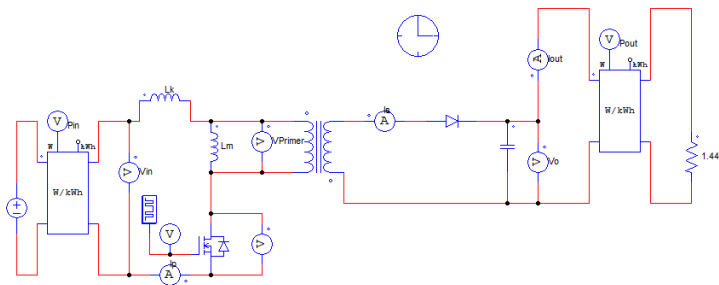 Iout
V
Pout
W
kWh
W/kWh
Lk
Is
A
V
Pin
W
kWh
W/kWh
V
Vin
Lm
V
VPrimer
V
Vo
1.44
V
V
Ip
A
A